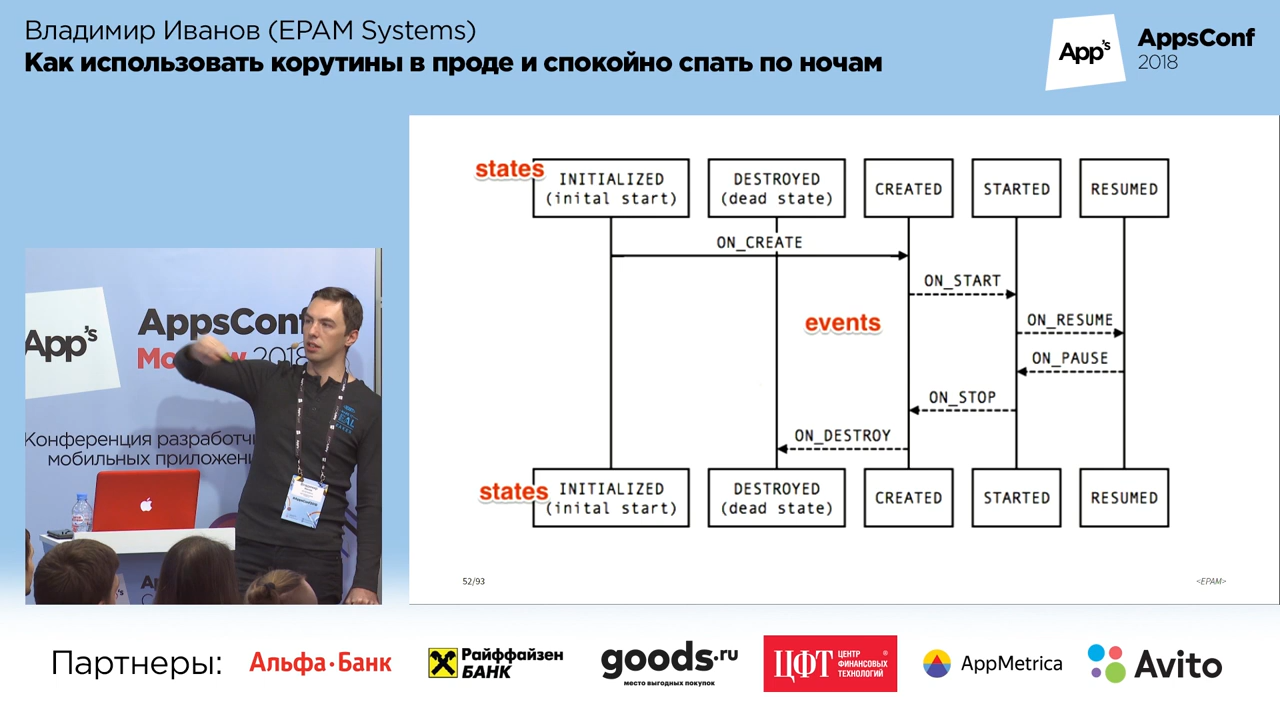 Владимир Иванов (EPAM Systems)
Как использовать корутины в проде и спокойно спать по ночам
App's
AppsConf
2018
states
INITIALIZED
(inital start)
DESTROYED
(dead state)
CREATED
STARTED
RESUMED
ON_CREATE
ON_START
events
ON_RESUME
ON_PAUSE
ON_STOP
ON_DESTROY
states
INITIALIZED
(inital start)
DESTROYED
(dead state)
CREATED
STARTED
RESUMED
52/93
<EPAM>
App's
AppsConf
2018
Конференция
мобильных
Партнеры:
Альфа·Банк
Райффайзен
БАНК
goods.ru
место выгодных покупок
ЦФТ
ЦЕНТР
ФИНАНСОВЫХ
ТЕХНОЛОГИЙ
®
AppMetrica
Avito